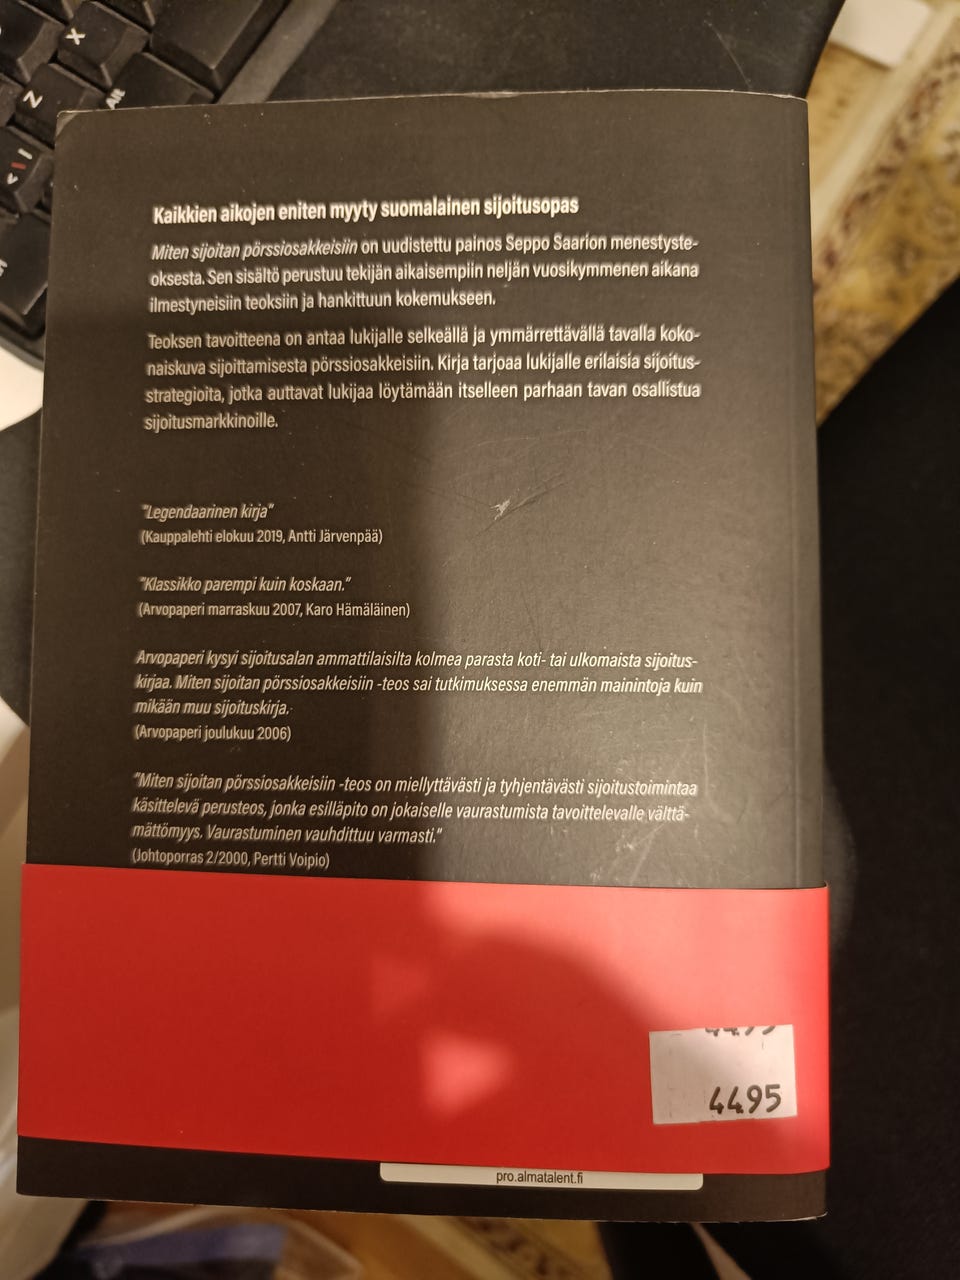 X
Z
Alt
Kaikkien aikojen eniten myyty suomalainen sijoitusopas
Miten sijoitan pörssiosakkeisiin on uudistettu painos Seppo Saarion menestyste-
oksesta. Sen sisältö perustuu tekijän aikaisempiin neljän vuosikymmenen aikana
ilmestyneisiin teoksiin ja hankittuun kokemukseen.
Teoksen tavoitteena on antaa lukijalle selkeällä ja ymmärrettävällä tavalla koko-
naiskuva sijoittamisesta pörssiosakkeisiin. Kirja tarjoaa lukijalle erilaisia sijoitus-
strategioita, jotka auttavat lukijaa löytämään itselleen parhaan tavan osallistua
sijoitusmarkkinoille.
"Legendaarinen kirja"
(Kauppalehti elokuu 2019, Antti Järvenpää)
"Klassikko parempi kuin koskaan."
(Arvopaperi marraskuu 2007, Karo Hämäläinen)
Arvopaperi kysyi sijoitusalan ammattilaisilta kolmea parasta koti- tai ulkomaista sijoitus-
kirjaa. Miten sijoitan pörssiosakkeisiin -teos sai tutkimuksessa enemmän mainintoja kuin
mikään muu sijoituskirja.
(Arvopaperi joulukuu 2006)
"Miten sijoitan pörssiosakkeisiin -teos on miellyttävästi ja tyhjentävästi sijoitustoimintaa
käsittelevä perusteos, jonka esilläpito on jokaiselle vaurastumista tavoittelevalle välttä-
mättömyys. Vaurastuminen vauhdittuu varmasti."
(Johtoporras 2/2000, Pertti Voipio)
4495
pro.almatalent.fi